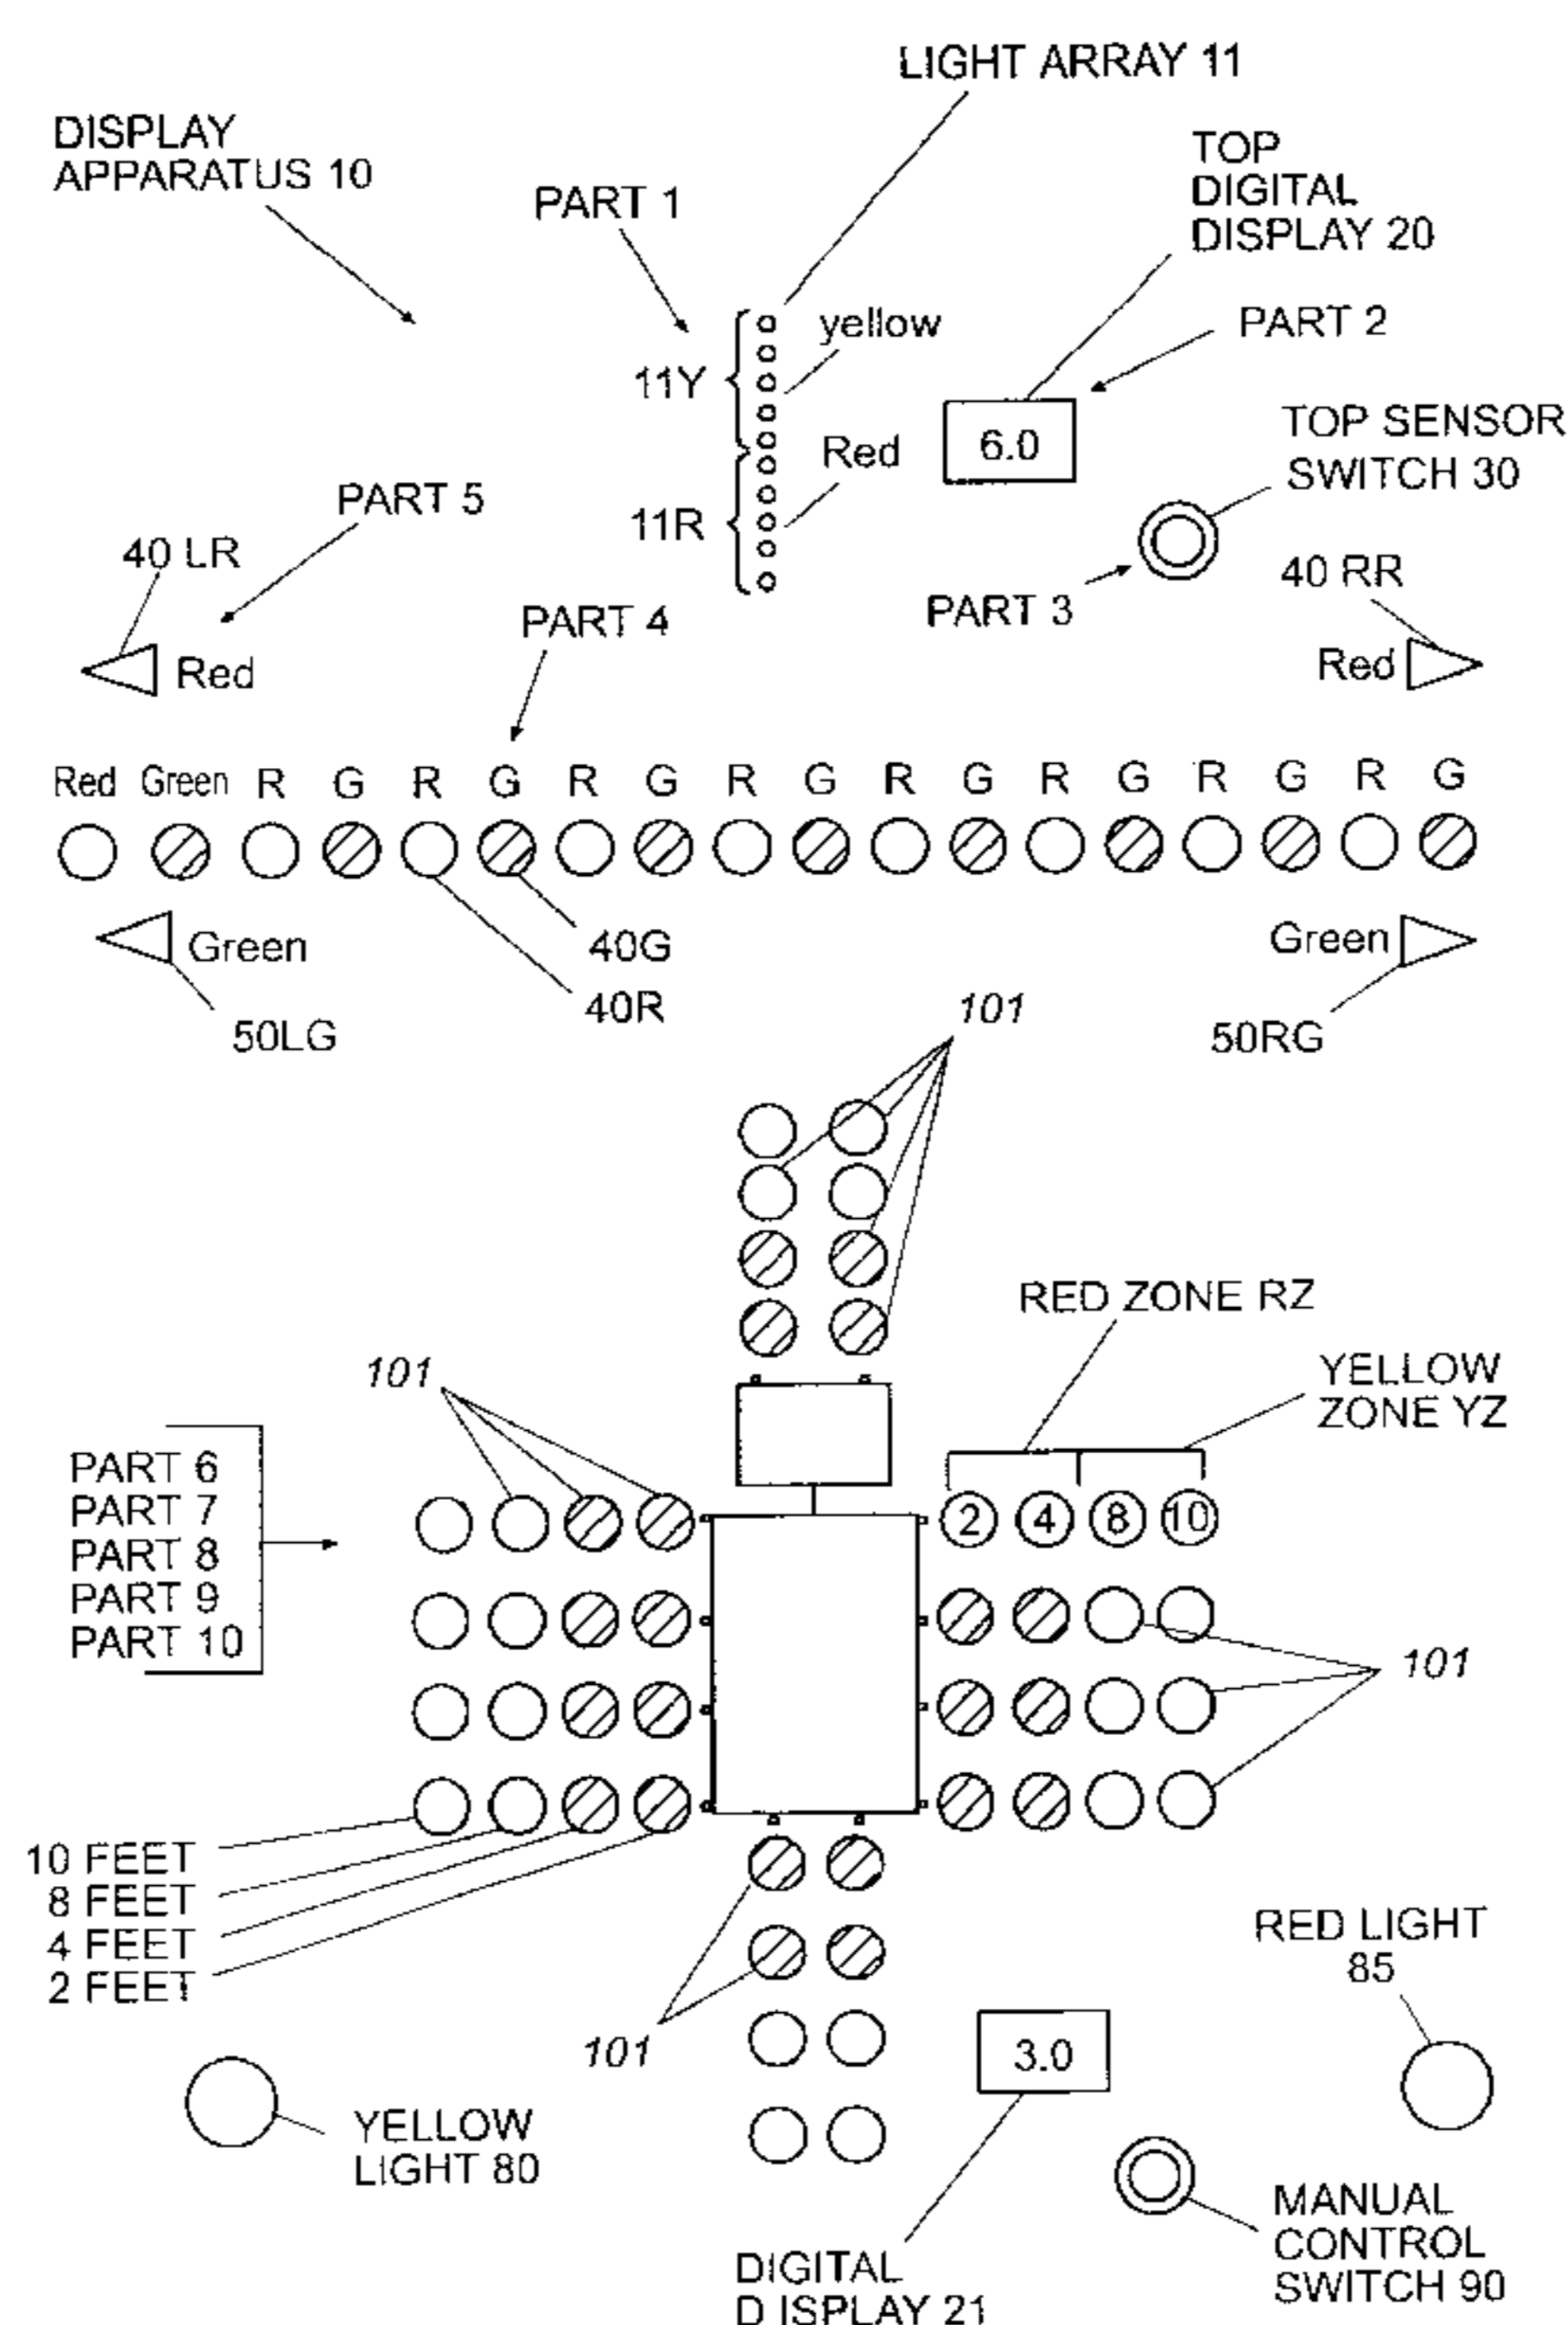 LIGHT ARRAY 11
DISPLAY
APPARATUS 10
PART 1
TOP
DIGITAL
DISPLAY 20
yellow
PART 2
11Y
6.0
TOP SENSOR
SWITCH 30
Red
PART 5
11R
40 LR
40 RR
PART 3
PART 4
Red
Red
Red Green R G R G R G R G R G R G R G R G
Green
40G
Green
40R
50LG
50RG
101
RED ZONE RZ
YELLOW
ZONE YZ
101
PART 6
PART 7
PART 8
PART 9
PART 10
2 4 8 10
101
10 FEET
8 FEET
4 FEET
2 FEET
RED LIGHT
85
101
3.0
YELLOW
LIGHT 80
MANUAL
CONTROL
SWITCH 90
DIGITAL
D ISPLAY 21